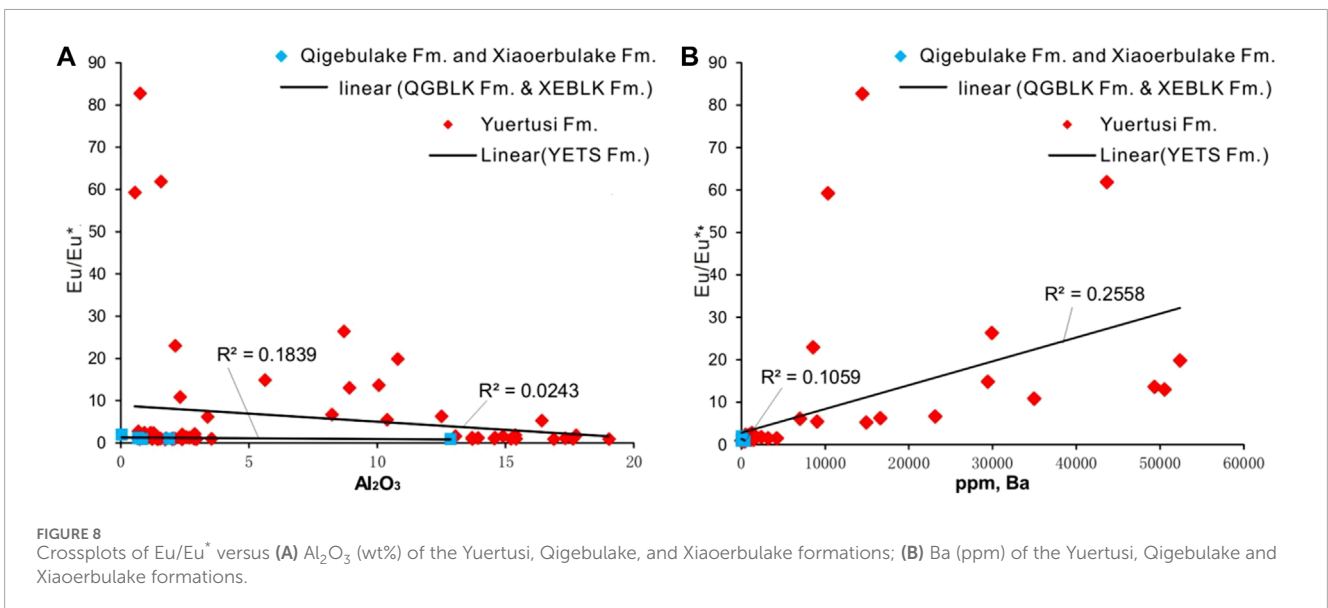 A
Qigebulake Fm. and Xiaoerbulake Fm.
linear (QGBLK Fm. & XEBLK Fm.)
Yuertusi Fm.
Linear(YETS Fm.)
90
80
70
60
50
40
30
20
10
0
Eu/Eu*
R² = 0.1839
R² = 0.0243
0 5 10 15 20
Al₂O₃
B
Qigebulake Fm. and Xiaoerbulake Fm.
linear (QGBLK Fm. & XEBLK Fm.)
Yuertusi Fm.
Linear(YETS Fm.)
90
80
70
60
50
40
30
20
10
0
Eu/Eu**
R² = 0.2558
R² = 0.1059
0 10000 20000 30000 40000 50000 60000
ppm, Ba
FIGURE 8
Crossplots of Eu/Eu* versus (A) Al₂O₃ (wt%) of the Yuertusi, Qigebulake, and Xiaoerbulake formations; (B) Ba (ppm) of the Yuertusi, Qigebulake and
Xiaoerbulake formations.